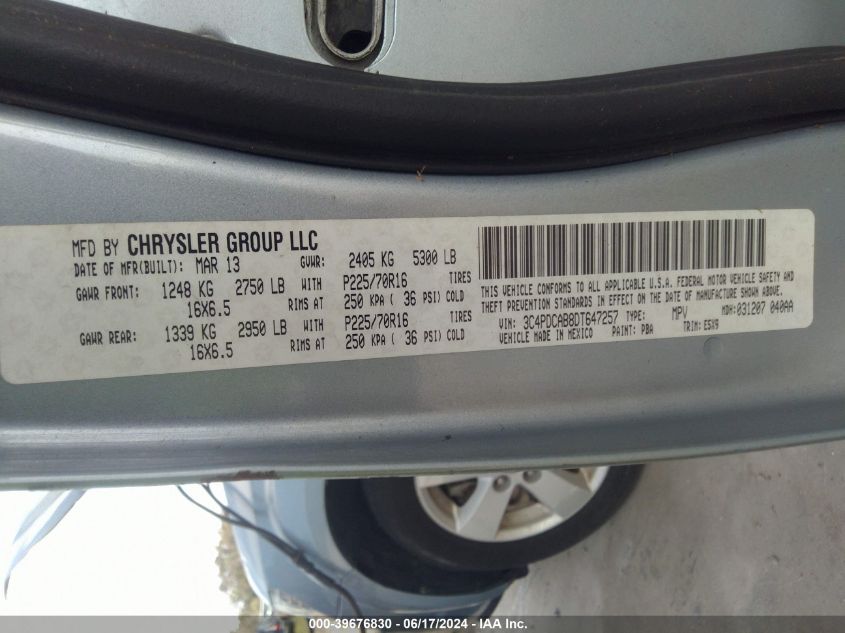 MFD BY CHRYSLER GROUP LLC
DATE OF MFR(BUILT): MAR 13 GVWR: 2405 KG 5300 LB
GAWR FRONT: 1248 KG 2750 LB WITH P225/70R16 TIRES
16X6.5 RIMS AT 250 KPA ( 36 PSI) COLD
GAWR REAR: 1339 KG 2950 LB WITH P225/70R16 TIRES
16X6.5 RIMS AT 250 KPA ( 36 PSI) COLD
THIS VEHICLE CONFORMS TO ALL APPLICABLE U.S.A. FEDERAL MOTOR VEHICLE SAFETY AND
THEFT PREVENTION STANDARDS IN EFFECT ON THE DATE OF MANUFACTURE SHOWN ABOVE.
VIN: 3C4PDCAB8DT647257 TYPE: MPV MDH: 031207 040AA
VEHICLE MADE IN MEXICO PAINT: PBA TRIM: E5X9
000-39676830 - 06/17/2024 - IAA Inc.